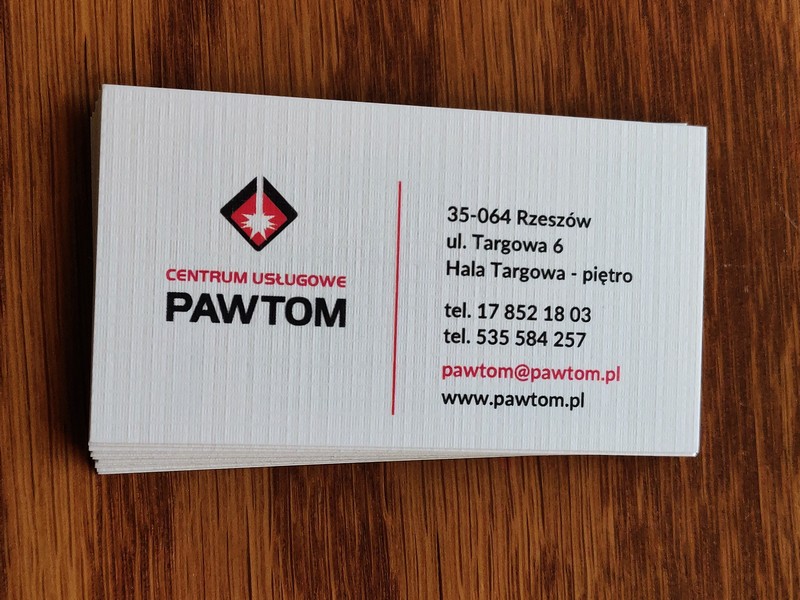 CENTRUM USŁUGOWE
PAWTOM
35-064 Rzeszów
ul. Targowa 6
Hala Targowa - piętro
tel. 17 852 18 03
tel. 535 584 257
pawtom@pawtom.pl
www.pawtom.pl